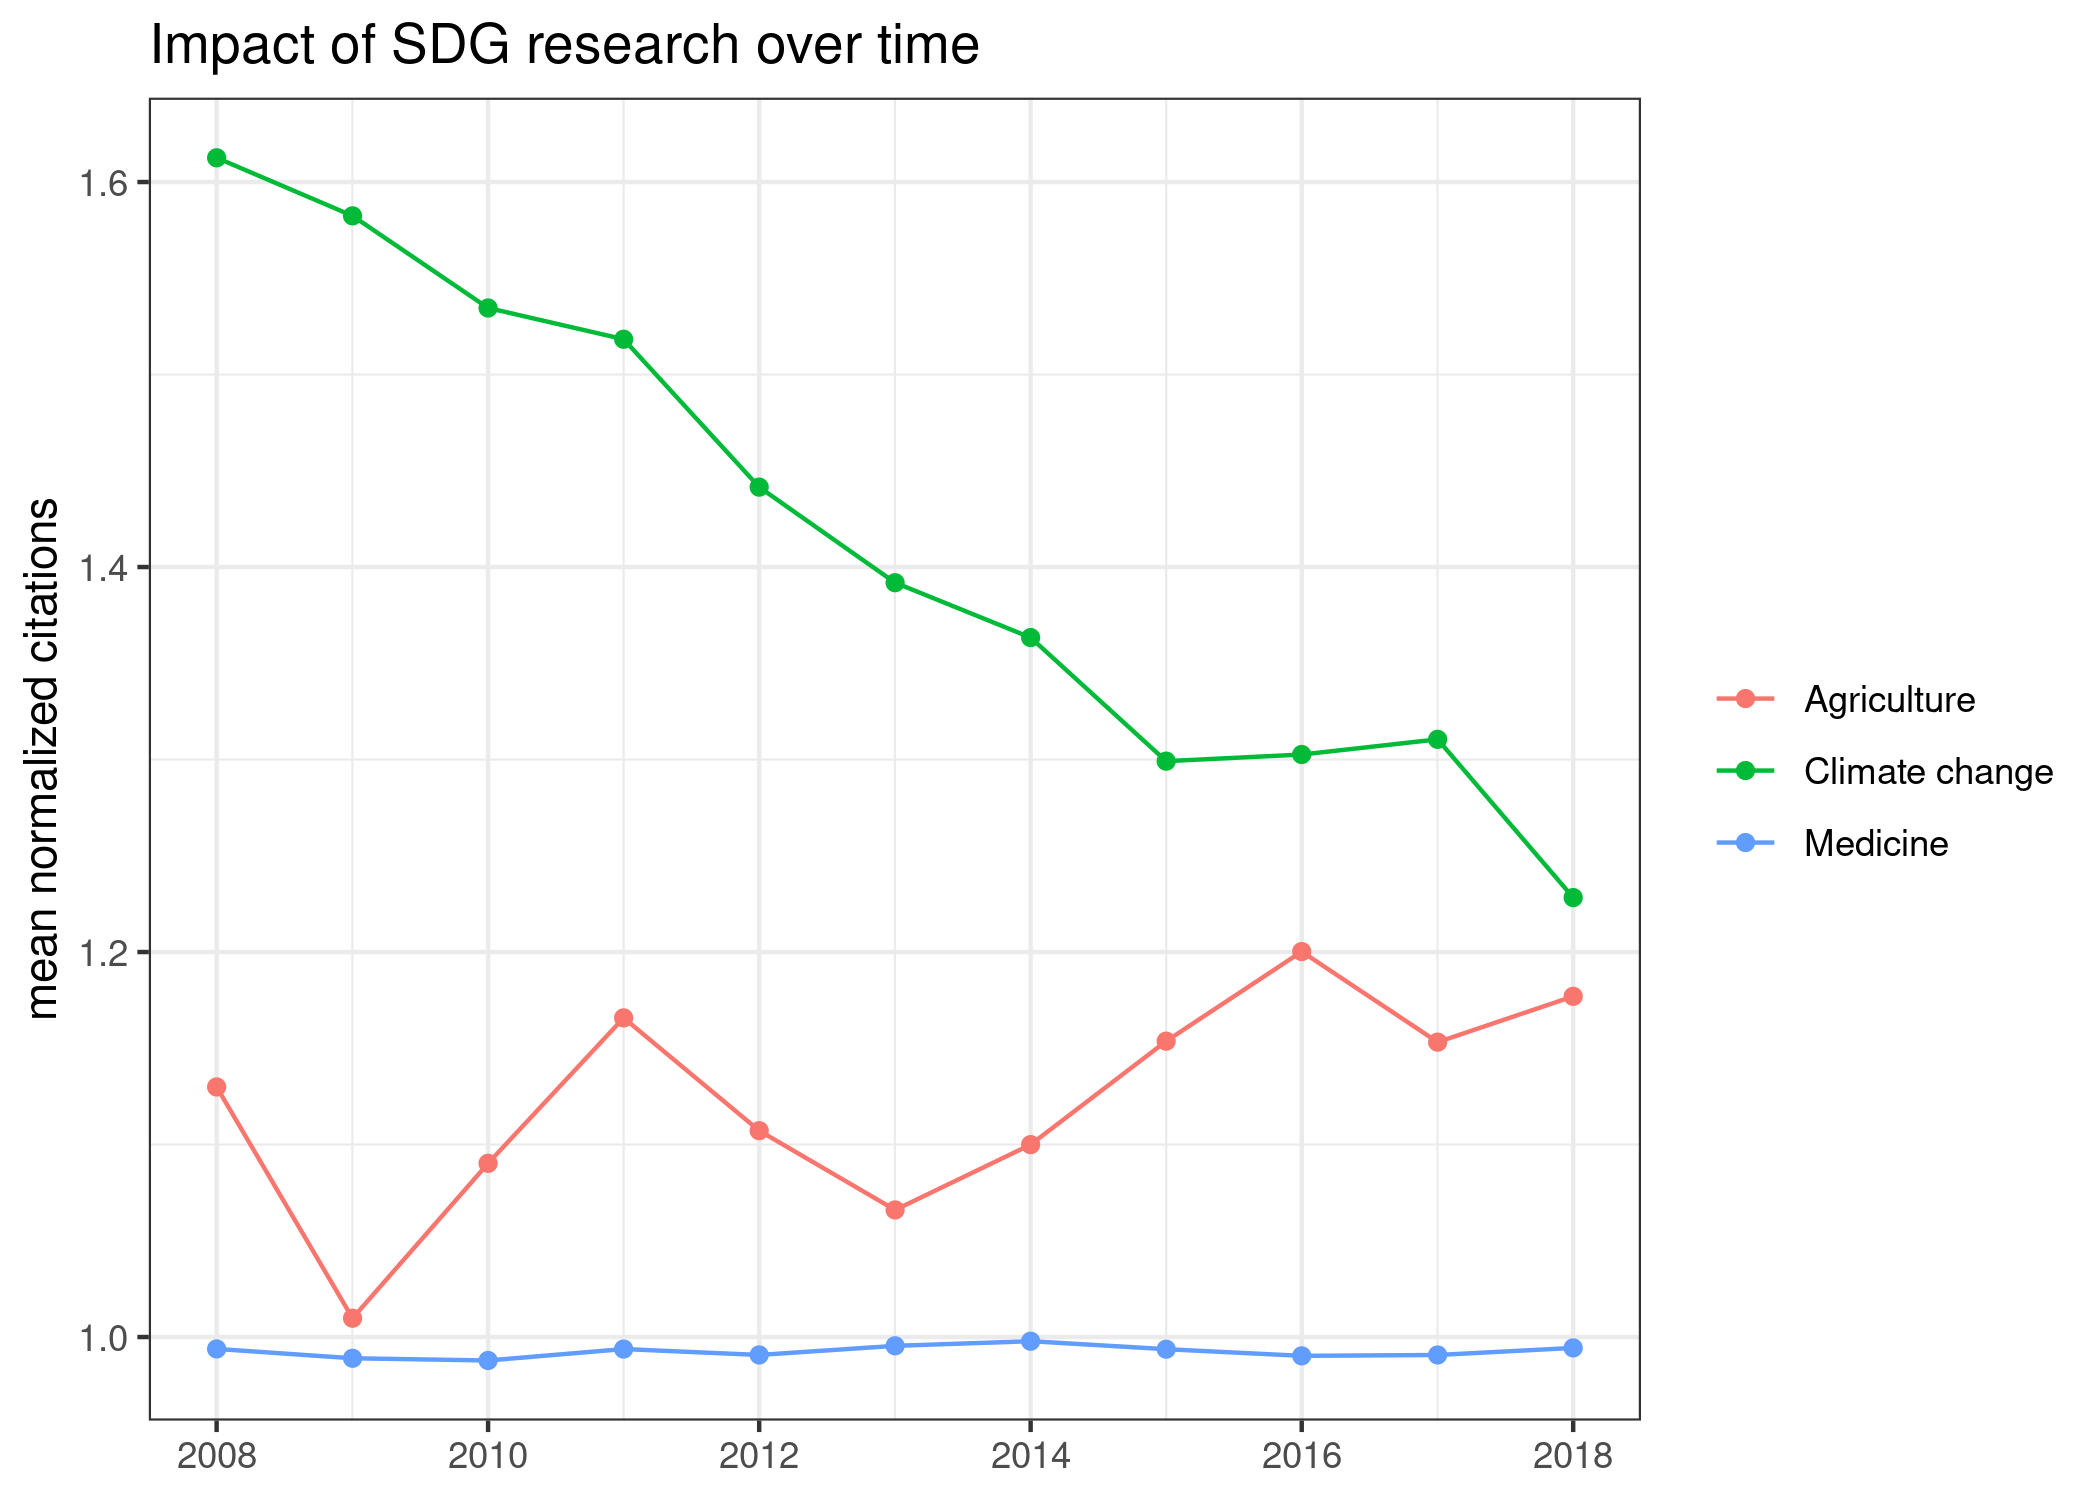 Impact of SDG research over time
mean normalized citations
1.6
1.4
1.2
1.0
2008 2010 2012 2014 2016 2018
Agriculture
Climate change
Medicine